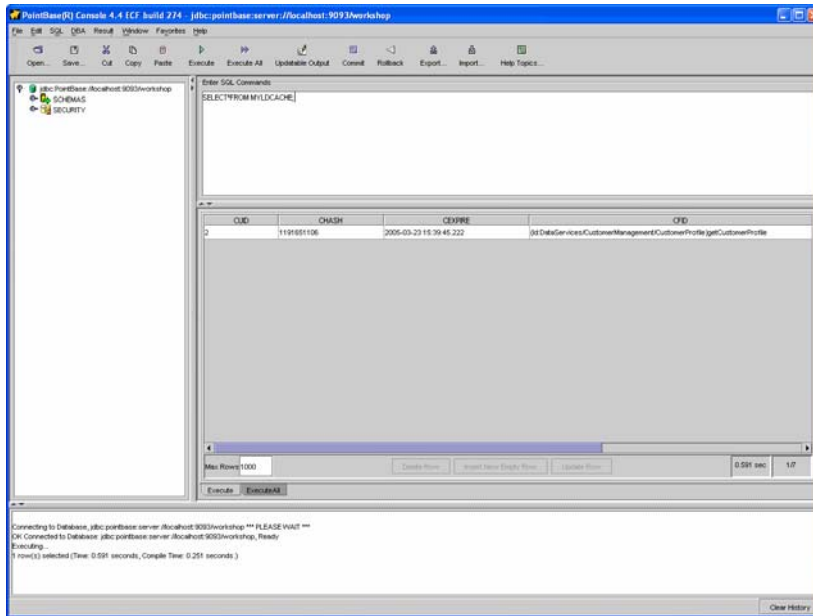 PointBase(R) Console 4.4 ECF build 274 - jdbc:pointbase:server://localhost:9093/workshop
File Edit SQL DBA Result Window Favorites Help
Open... Save... Cut Copy Paste Execute Execute All Updatable Output Commit Rollback Export... Import... Help Topics...
jdbc:PointBase:/localhost:9093/workshop
SCHEMAS
SECURITY
Enter SQL Commands
SELECT*FROM MYLDCACHE;
CUID CHASH CEXPIRE CFID
2 1191651106 2005-03-23 15:39:45.222 {ld:DataServices/CustomerManagement/CustomerProfile}getCustomerProfile
Max Rows 1000 Delete Row Insert New Empty Row Update Row 0.591 sec 1/7
Execute ExecuteAll
Connecting to Database, jdbc:pointbase:server://localhost:9093/workshop *** PLEASE WAIT ***
OK Connected to Database: jdbc:pointbase:server://localhost:9093/workshop, Ready
Executing...
1 row(s) selected (Time: 0.591 seconds, Compile Time: 0.251 seconds.)
Clear History